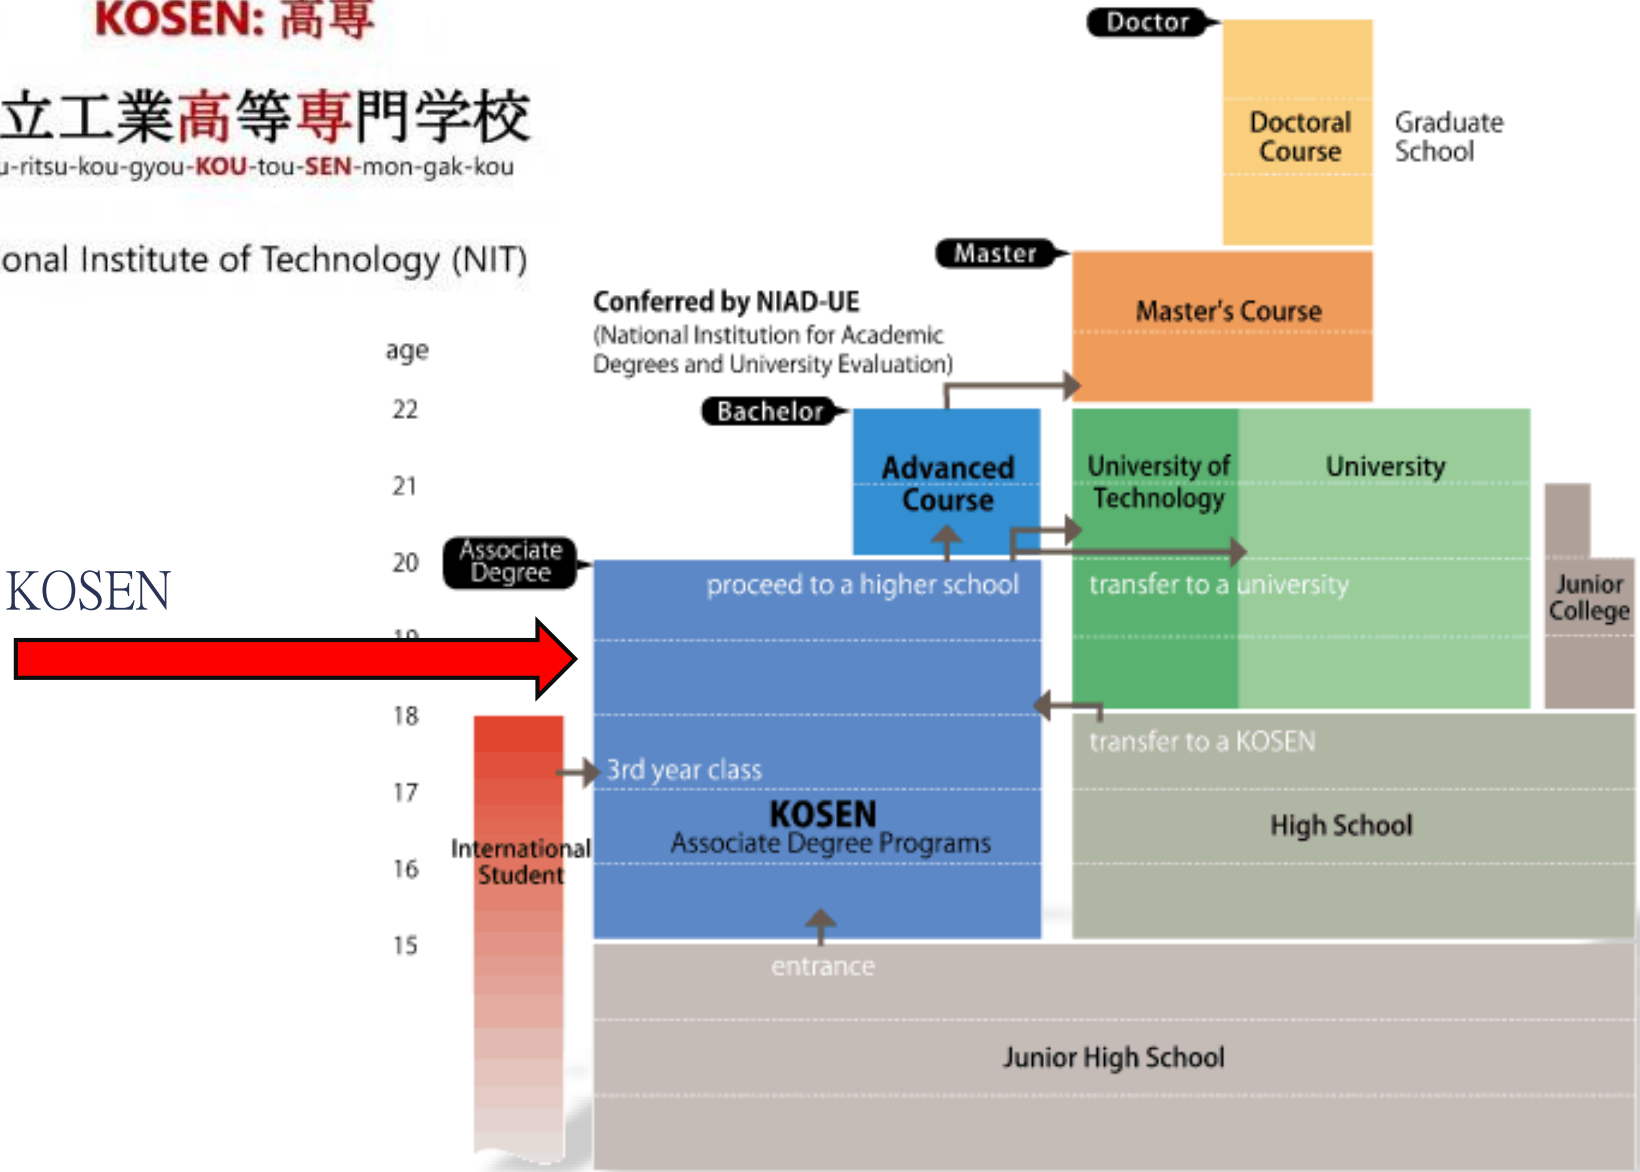 KOSEN: 高専
立工業高等専門学校
u-ritsu-kou-gyou-KOU-tou-SEN-mon-gak-kou
onal Institute of Technology (NIT)
Doctor
Doctoral
Course
Graduate
School
Master
Master's Course
Conferred by NIAD-UE
(National Institution for Academic
Degrees and University Evaluation)
age
22
21
20
19
18
17
16
15
Bachelor
Advanced
Course
University of
Technology
University
Associate
Degree
KOSEN
proceed to a higher school
transfer to a university
Junior
College
transfer to a KOSEN
3rd year class
KOSEN
Associate Degree Programs
High School
International
Student
entrance
Junior High School